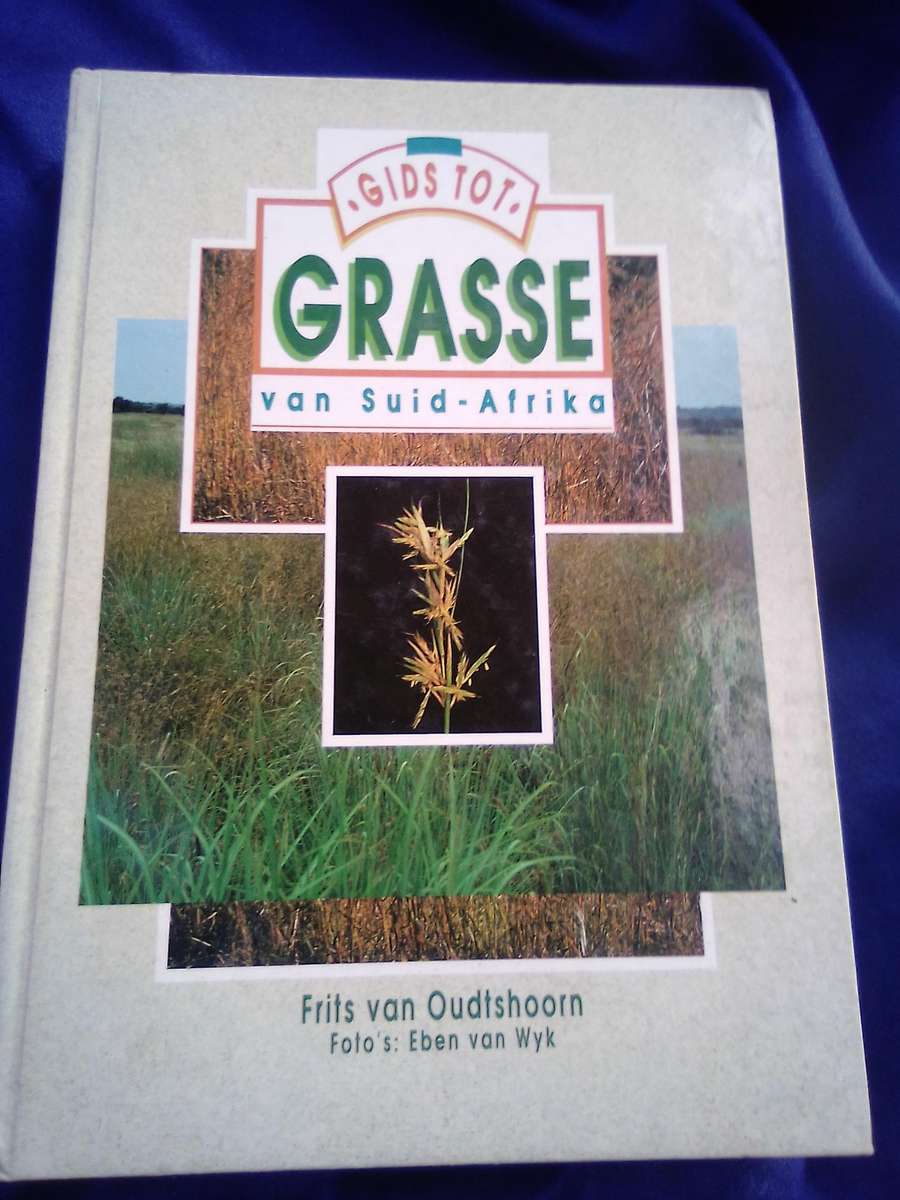 GIDS TOT
GRASSE
van Suid-Afrika
Frits van Oudtshoorn
Foto's: Eben van Wyk